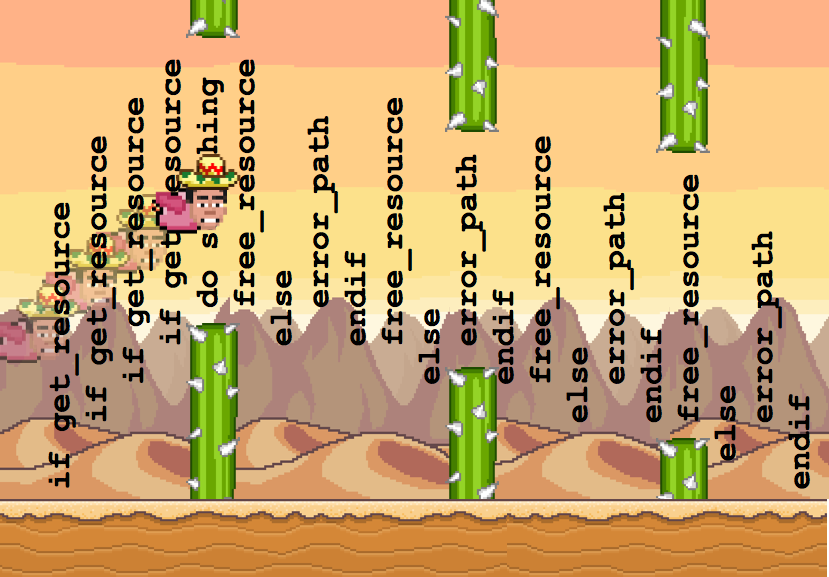 if get_resource
if get_resource
if get_resource
if get_resource
do something
free_resource
else
error_path
endif
free_resource
else
error_path
endif
free_resource
else
error_path
endif
free_resource
else
error_path
endif